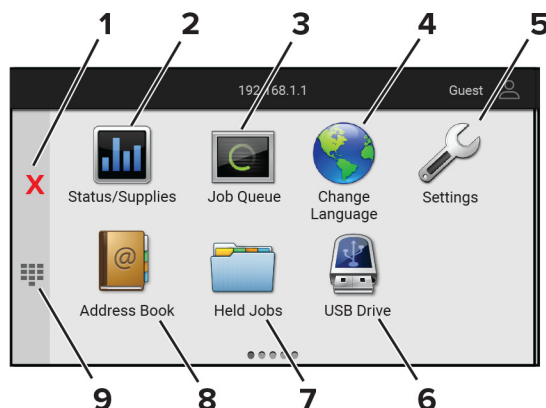 1 2 3 4 5
192.168.1.1 Guest
X
Status/Supplies Job Queue Change Language Settings
@
Address Book Held Jobs USB Drive
9 8 7 6